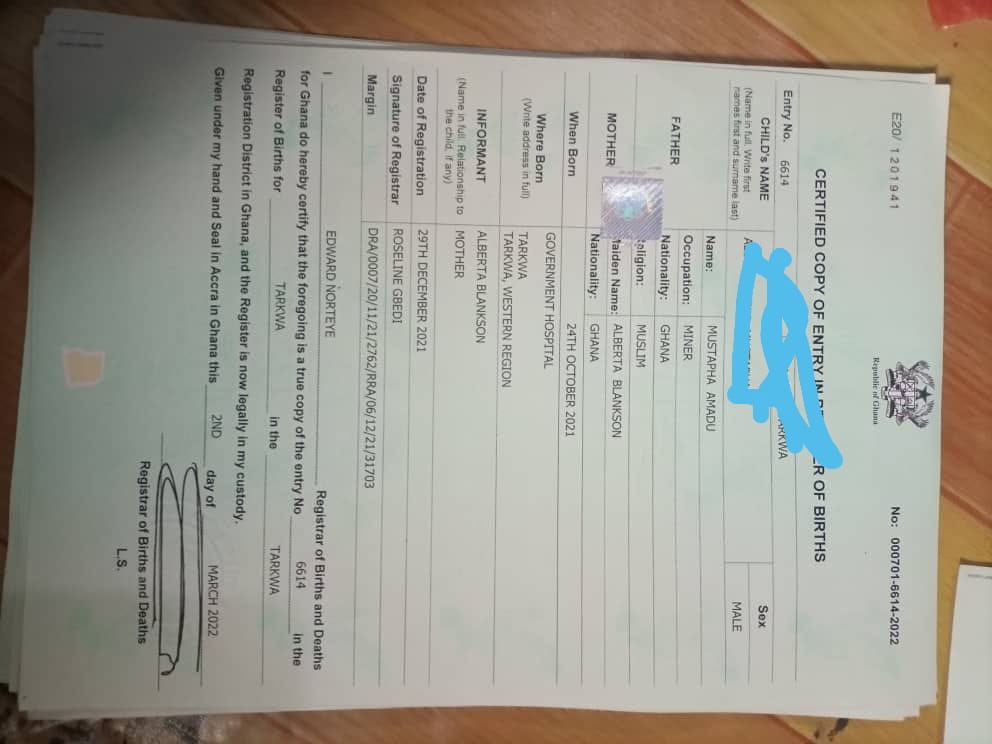 E20/ 1201941
No: 000701-6614-2022
Republic of Ghana
CERTIFIED COPY OF ENTRY IN OF BIRTHS
Entry No. 6614
CHILD's NAME
(Name in full. Write first
names first and surname last)
Sex
MALE
FATHER
Name: MUSTAPHA AMADU
Occupation: MINER
Nationality: GHANA
Religion: MUSLIM
MOTHER
Maiden Name: ALBERTA BLANKSON
Nationality: GHANA
When Born 24TH OCTOBER 2021
Where Born
(Write address in full)
GOVERNMENT HOSPITAL
TARKWA
TARKWA, WESTERN REGION
INFORMANT
(Name in full. Relationship to
the child, if any)
ALBERTA BLANKSON
MOTHER
Date of Registration 29TH DECEMBER 2021
Signature of Registrar ROSELINE GBEDI
Margin DRA/0007/20/11/21/2762/RRA/06/12/21/31703
I EDWARD NORTEYE Registrar of Births and Deaths
for Ghana do hereby certify that the foregoing is a true copy of the entry No 6614 in the
Register of Births for TARKWA in the TARKWA
Registration District in Ghana, and the Register is now legally in my custody.
Given under my hand and Seal in Accra in Ghana this 2ND day of MARCH 2022
Registrar of Births and Deaths
L.S.